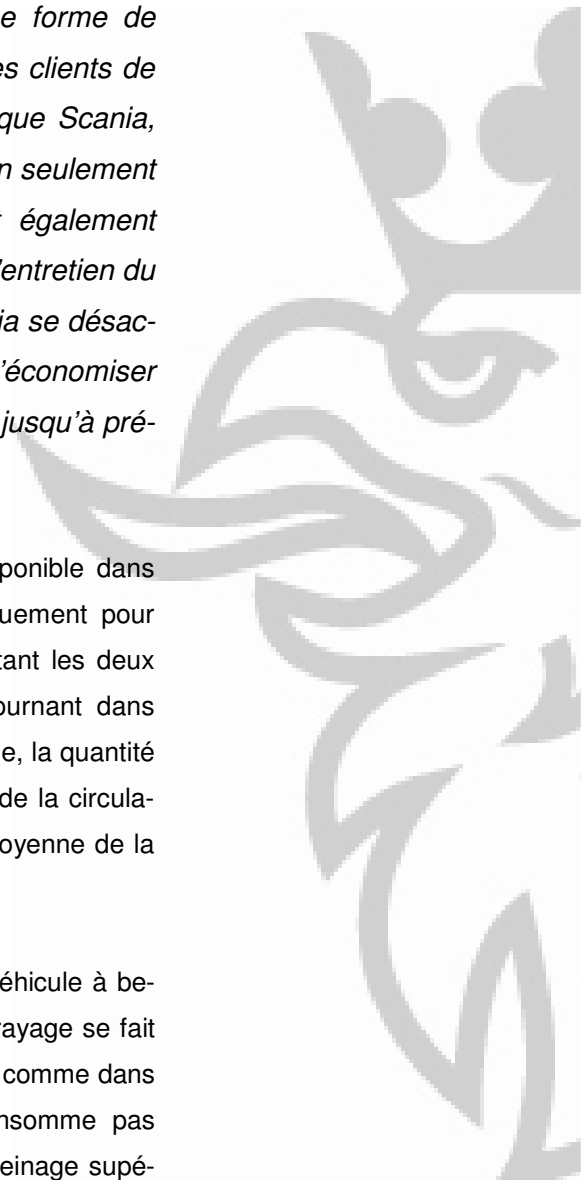 e forme de
es clients de
que Scania,
n seulement
également
l'entretien du
ia se désac-
l'économiser
jusqu'à pré-
ponible dans
quement pour
tant les deux
ournant dans
e, la quantité
de la circula-
oyenne de la
éhicule à be-
rayage se fait
comme dans
nsomme pas
einage supé-